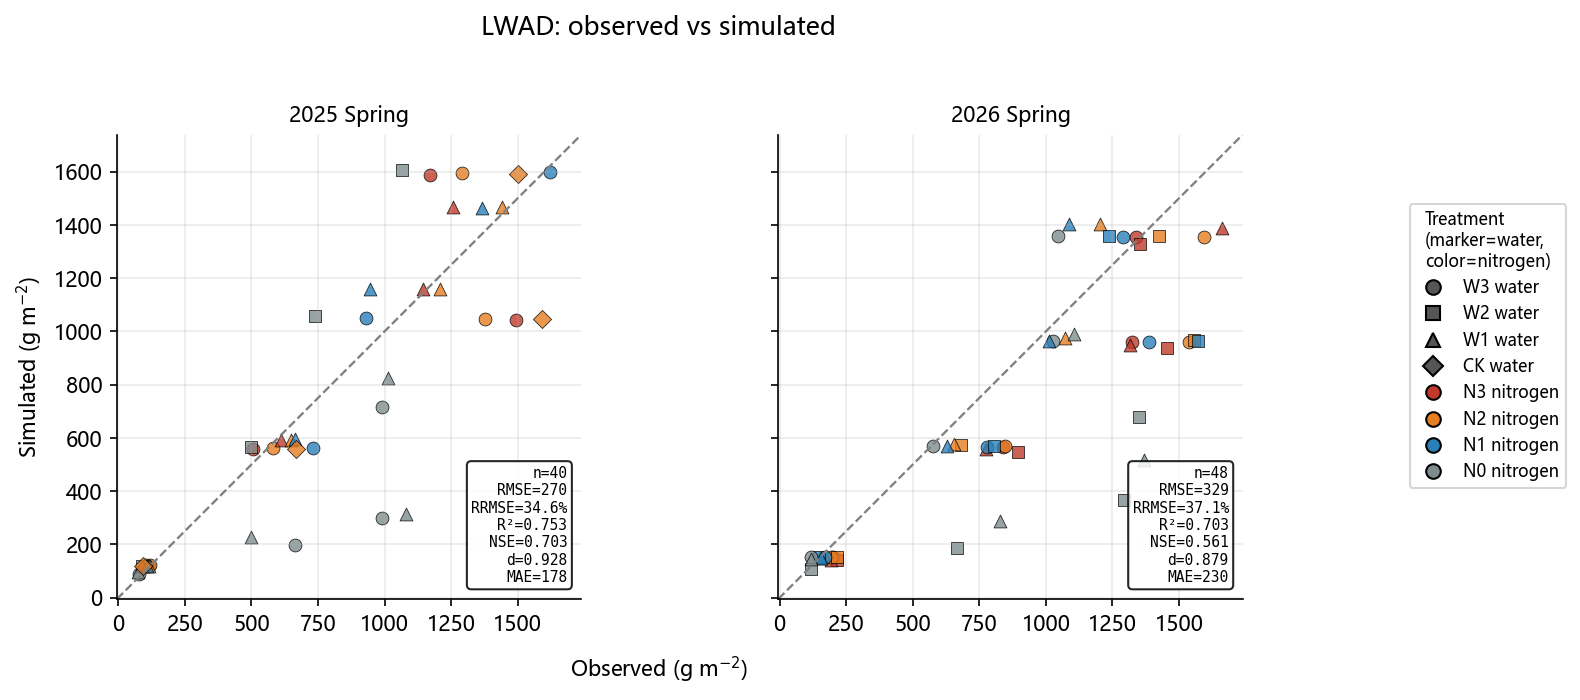 LWAD: observed vs simulated
2025 Spring
2026 Spring
Simulated (g m⁻²)
1600
1400
1200
1000
800
600
400
200
0
n=40
RMSE=270
RRMSE=34.6%
R²=0.753
NSE=0.703
d=0.928
MAE=178
n=48
RMSE=329
RRMSE=37.1%
R²=0.703
NSE=0.561
d=0.879
MAE=230
0 250 500 750 1000 1250 1500
0 250 500 750 1000 1250 1500
Observed (g m⁻²)
Treatment
(marker=water,
color=nitrogen)
W3 water
W2 water
W1 water
CK water
N3 nitrogen
N2 nitrogen
N1 nitrogen
N0 nitrogen